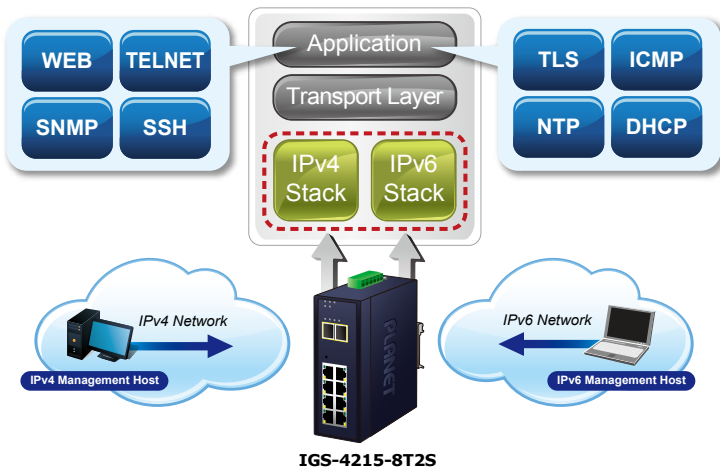 WEB TELNET
SNMP SSH
Application
Transport Layer
IPv4 Stack
IPv6 Stack
TLS ICMP
NTP DHCP
IPv4 Network
IPv4 Management Host
PLANET
IPv6 Network
IPv6 Management Host
IGS-4215-8T2S